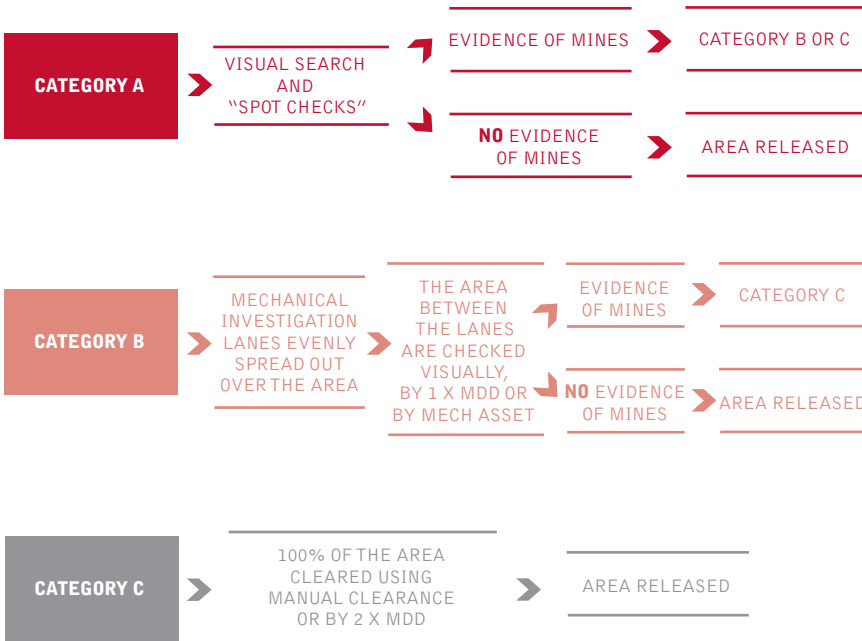 CATEGORY A
VISUAL SEARCH
AND
“SPOT CHECKS”
EVIDENCE OF MINES
CATEGORY B OR C
NO EVIDENCE
OF MINES
AREA RELEASED
CATEGORY B
MECHANICAL
INVESTIGATION
LANES EVENLY
SPREAD OUT
OVER THE AREA
THE AREA
BETWEEN
THE LANES
ARE CHECKED
VISUALLY,
BY 1 X MDD OR
BY MECH ASSET
EVIDENCE
OF MINES
CATEGORY C
NO EVIDENCE
OF MINES
AREA RELEASED
CATEGORY C
100% OF THE AREA
CLEARED USING
MANUAL CLEARANCE
OR BY 2 X MDD
AREA RELEASED